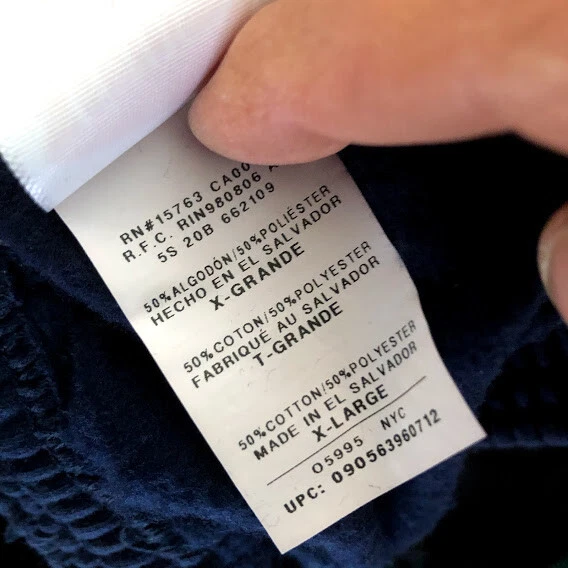 RN#15763 CA00
R.F.C. RIN980806
5S 20B 662109
50%ALGODÓN/50%POLIÉSTER
HECHO EN EL SALVADOR
X-GRANDE
50%COTON/50%POLYESTER
FABRIQUÉ AU SALVADOR
T-GRANDE
50%COTTON/50%POLYESTER
MADE IN EL SALVADOR
X-LARGE
05995 NYC
UPC: 090563960712